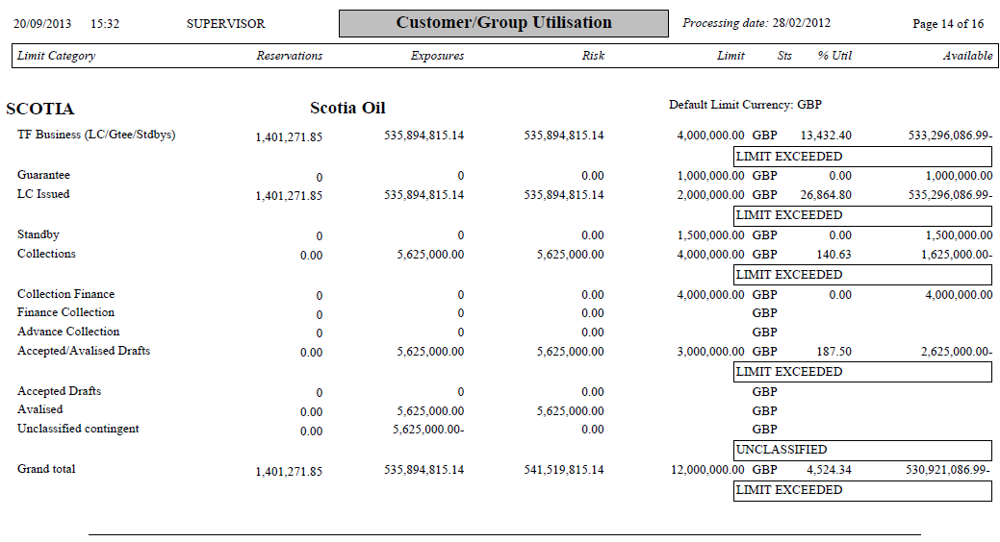 20/09/2013 15:32 SUPERVISOR Customer/Group Utilisation Processing date: 28/02/2012 Page 14 of 16
Limit Category Reservations Exposures Risk Limit Sts % Util Available
SCOTIA Scotia Oil Default Limit Currency: GBP
TF Business (LC/Gtee/Stdbys) 1,401,271.85 535,894,815.14 535,894,815.14 4,000,000.00 GBP 13,432.40 533,296,086.99-
LIMIT EXCEEDED
Guarantee 0 0 0.00 1,000,000.00 GBP 0.00 1,000,000.00
LC Issued 1,401,271.85 535,894,815.14 535,894,815.14 2,000,000.00 GBP 26,864.80 535,296,086.99-
LIMIT EXCEEDED
Standby 0 0 0.00 1,500,000.00 GBP 0.00 1,500,000.00
Collections 0.00 5,625,000.00 5,625,000.00 4,000,000.00 GBP 140.63 1,625,000.00-
LIMIT EXCEEDED
Collection Finance 0 0 0.00 4,000,000.00 GBP 0.00 4,000,000.00
Finance Collection 0 0 0.00 GBP
Advance Collection 0 0 0.00 GBP
Accepted/Avalised Drafts 0.00 5,625,000.00 5,625,000.00 3,000,000.00 GBP 187.50 2,625,000.00-
LIMIT EXCEEDED
Accepted Drafts 0 0 0.00 GBP
Avalised 0.00 5,625,000.00 5,625,000.00 GBP
Unclassified contingent 0.00 5,625,000.00- 0.00 GBP
UNCLASSIFIED
Grand total 1,401,271.85 535,894,815.14 541,519,815.14 12,000,000.00 GBP 4,524.34 530,921,086.99-
LIMIT EXCEEDED